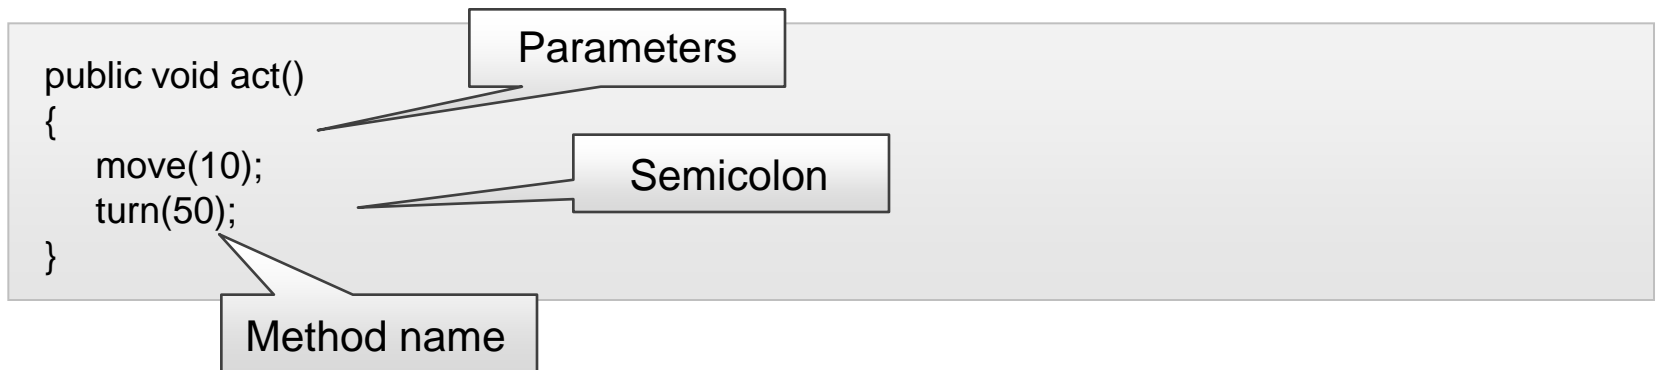 Parameters
public void act()
{
move(10);
Semicolon
turn(50);
}
Method name